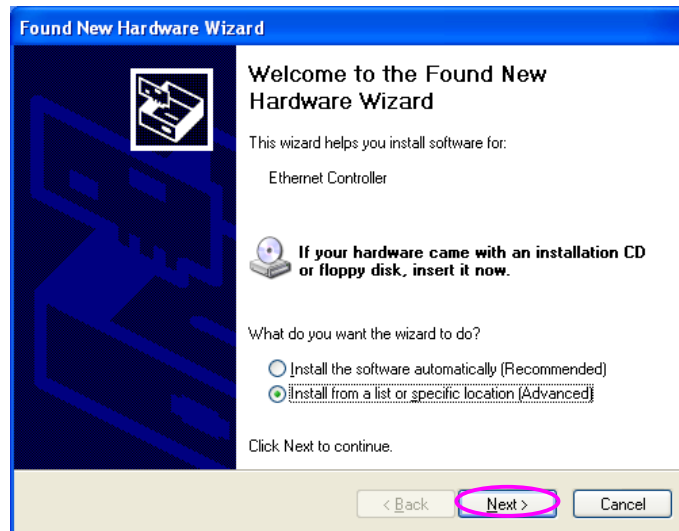 Found New Hardware Wizard
Welcome to the Found New
Hardware Wizard
This wizard helps you install software for:
Ethernet Controller
If your hardware came with an installation CD
or floppy disk, insert it now.
What do you want the wizard to do?
Install the software automatically (Recommended)
Install from a list or specific location (Advanced)
Click Next to continue.
< Back Next > Cancel